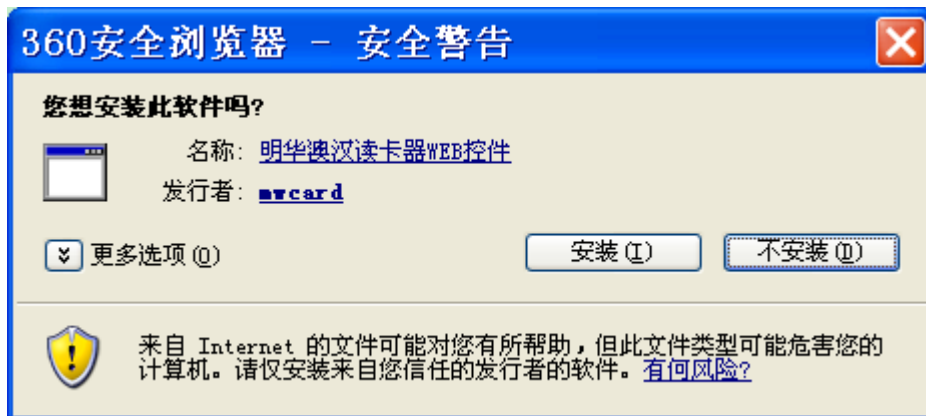 360安全浏览器 - 安全警告
您想安装此软件吗?
名称: 明华澳汉读卡器WEB控件
发行者: mwcard
更多选项(O)
安装(I)
不安装(D)
来自 Internet 的文件可能对您有所帮助，但此文件类型可能危害您的
计算机。请仅安装来自您信任的发行者的软件。有何风险?